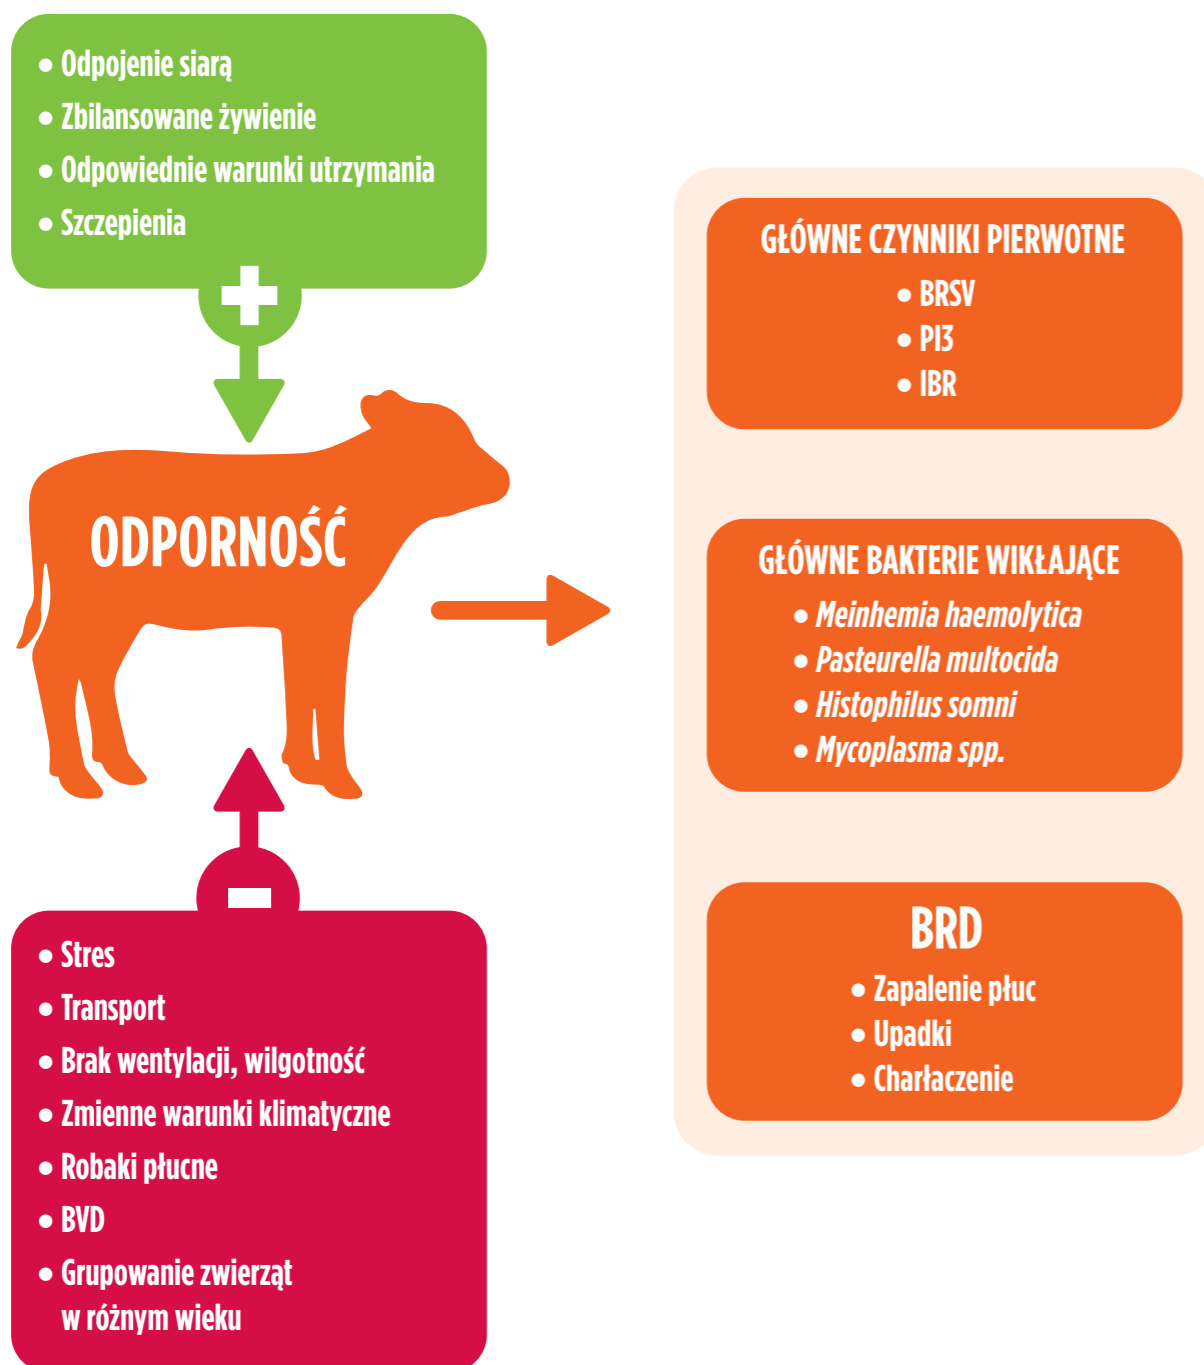 • Odpojenie siarą
• Zbilansowane żywienie
• Odpowiednie warunki utrzymania
• Szczepienia
ODPORNOŚĆ
• Stres
• Transport
• Brak wentylacji, wilgotność
• Zmienne warunki klimatyczne
• Robaki płucne
• BVD
• Grupowanie zwierząt
w różnym wieku
GŁÓWNE CZYNNIKI PIERWOTNE
• BRSV
• PI3
• IBR
GŁÓWNE BAKTERIE WIKŁAJĄCE
• Meinhemia haemolytica
• Pasteurella multocida
• Histophilus somni
• Mycoplasma spp.
BRD
• Zapalenie płuc
• Upadki
• Charłaczenie